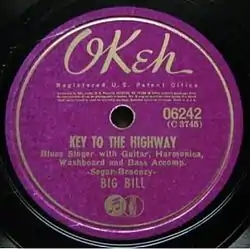 OKeh
Registered U. S. Patent Office
06242
(C 3745)
KEY TO THE HIGHWAY
Blues Singer with Guitar, Harmonica,
Washboard and Bass Accomp.
-Segar-Broonzy-
BIG BILL